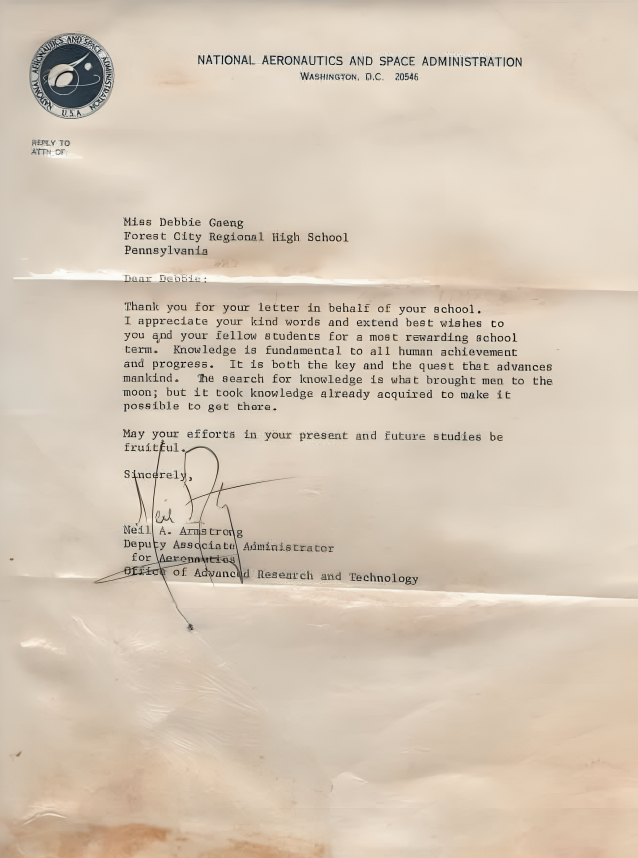 NATIONAL AERONAUTICS AND SPACE ADMINISTRATION
U.S.A
NATIONAL AERONAUTICS AND SPACE ADMINISTRATION
WASHINGTON, D.C. 20546
REPLY TO
ATTN OF:
Miss Debbie Gaeng
Forest City Regional High School
Pennsylvania
Dear Debbie:
Thank you for your letter in behalf of your school.
I appreciate your kind words and extend best wishes to
you and your fellow students for a most rewarding school
term. Knowledge is fundamental to all human achievement
and progress. It is both the key and the quest that advances
mankind. The search for knowledge is what brought men to the
moon; but it took knowledge already acquired to make it
possible to get there.
May your efforts in your present and future studies be
fruitful.
Sincerely,
Neil
Neil A. Armstrong
Deputy Associate Administrator
for Aeronautics
Office of Advanced Research and Technology